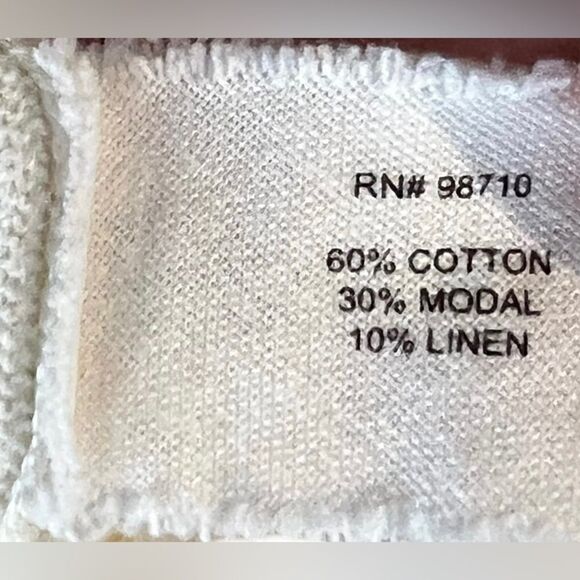 RN# 98710
60% COTTON
30% MODAL
10% LINEN